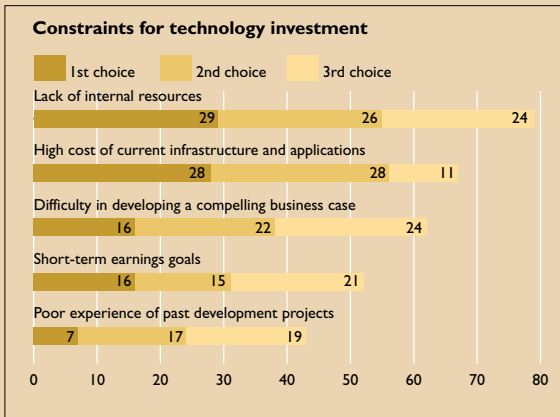 Constraints for technology investment
1st choice 2nd choice 3rd choice
Lack of internal resources
29 26 24
High cost of current infrastructure and applications
28 28 11
Difficulty in developing a compelling business case
16 22 24
Short-term earnings goals
16 15 21
Poor experience of past development projects
7 17 19
0 10 20 30 40 50 60 70 80